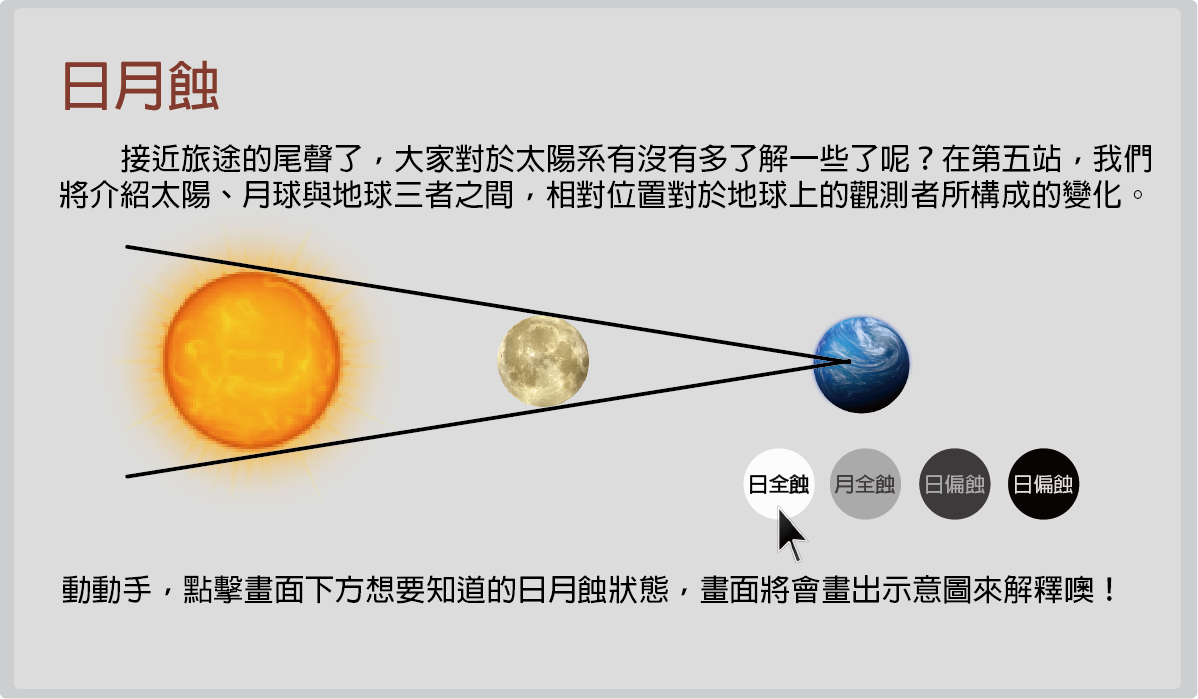 日月蝕
接近旅途的尾聲了，大家對於太陽系有沒有多了解一些了呢？在第五站，我們
將介紹太陽、月球與地球三者之間，相對位置對於地球上的觀測者所構成的變化。
日全蝕 月全蝕 日偏蝕 日偏蝕
動動手，點擊畫面下方想要知道的日月蝕狀態，畫面將會畫出示意圖來解釋噢！